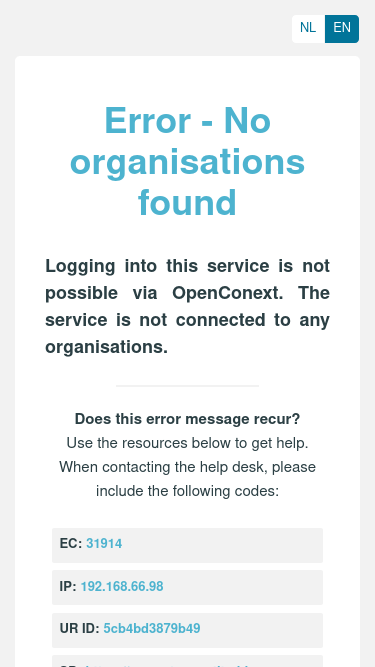 NL EN
Error - No
organisations
found
Logging into this service is not
possible via OpenConext. The
service is not connected to any
organisations.
Does this error message recur?
Use the resources below to get help.
When contacting the help desk, please
include the following codes:
EC: 31914
IP: 192.168.66.98
UR ID: 5cb4bd3879b49